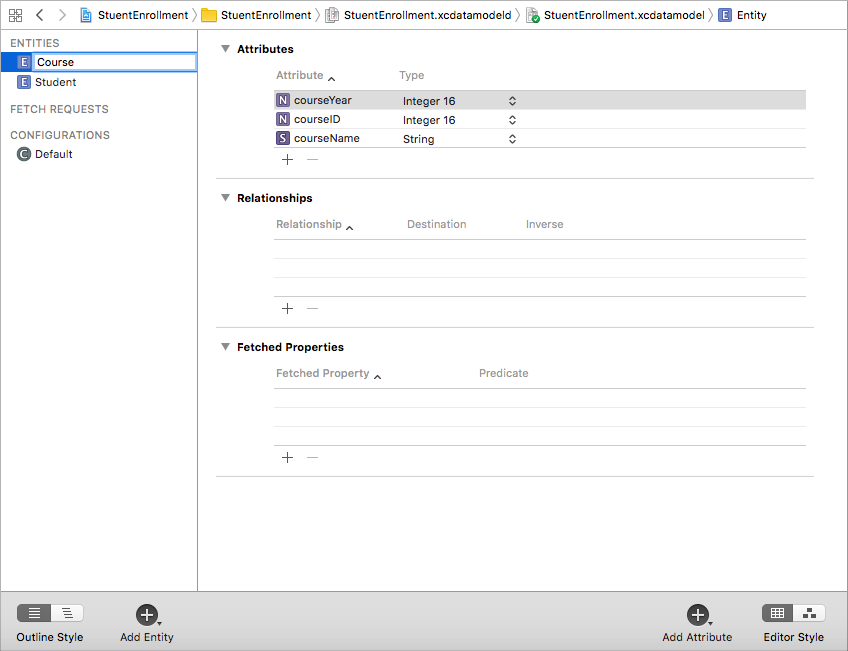 StuentEnrollment StuentEnrollment StuentEnrollment.xcdatamodeld StuentEnrollment.xcdatamodel E Entity
ENTITIES
E Course
E Student
FETCH REQUESTS
CONFIGURATIONS
C Default
Attributes
Attribute Type
N courseYear Integer 16
N courseID Integer 16
S courseName String
Relationships
Relationship Destination Inverse
Fetched Properties
Fetched Property Predicate
Outline Style Add Entity Add Attribute Editor Style